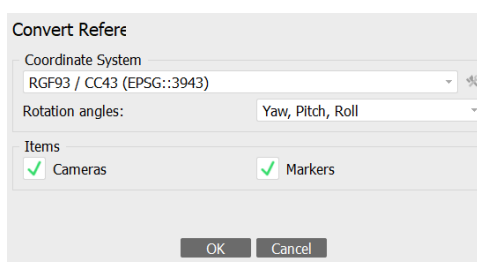 Convert Refere
Coordinate System
RGF93 / CC43 (EPSG::3943)
Rotation angles: Yaw, Pitch, Roll
Items
Cameras Markers
OK Cancel